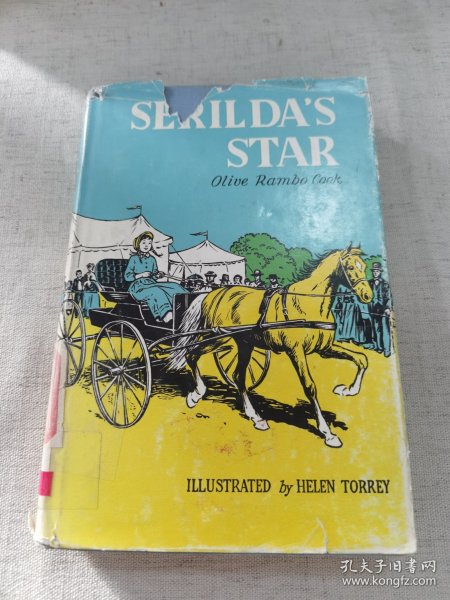 SERILDA'S
STAR
Olive Rambo Cook
ILLUSTRATED by HELEN TORREY
孔夫子旧书网
www.kongfz.com